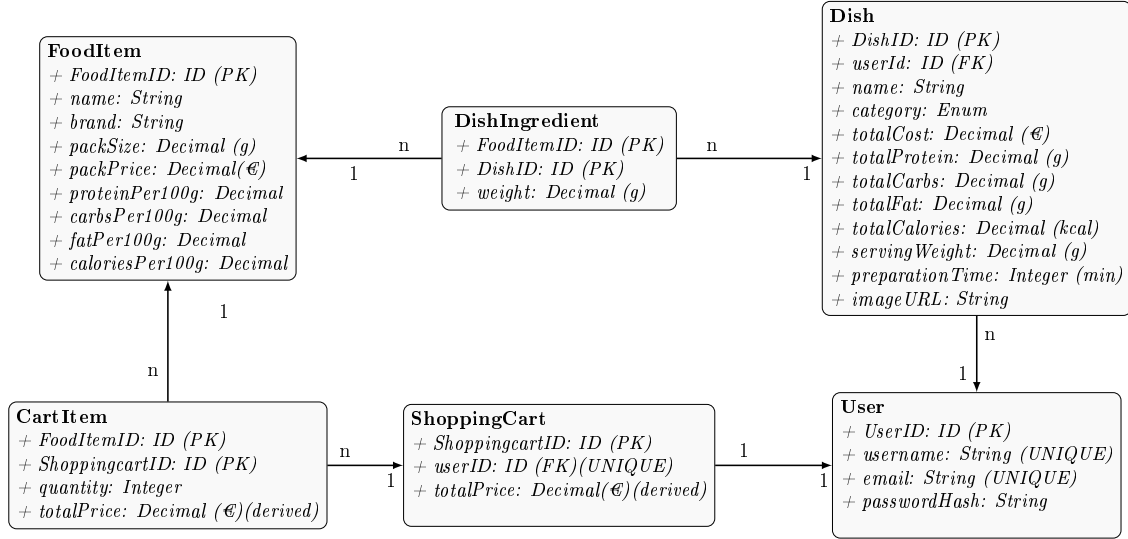 FoodItem
+ FoodItemID: ID (PK)
+ name: String
+ brand: String
+ packSize: Decimal (g)
+ packPrice: Decimal(€)
+ proteinPer100g: Decimal
+ carbsPer100g: Decimal
+ fatPer100g: Decimal
+ caloriesPer100g: Decimal
n
1
DishIngredient
+ FoodItemID: ID (PK)
+ DishID: ID (PK)
+ weight: Decimal (g)
n
1
Dish
+ DishID: ID (PK)
+ userId: ID (FK)
+ name: String
+ category: Enum
+ totalCost: Decimal (€)
+ totalProtein: Decimal (g)
+ totalCarbs: Decimal (g)
+ totalFat: Decimal (g)
+ totalCalories: Decimal (kcal)
+ servingWeight: Decimal (g)
+ preparationTime: Integer (min)
+ imageURL: String
1
n
n
1
CartItem
+ FoodItemID: ID (PK)
+ ShoppingcartID: ID (PK)
+ quantity: Integer
+ totalPrice: Decimal (€)(derived)
n
1
ShoppingCart
+ ShoppingcartID: ID (PK)
+ userID: ID (FK)(UNIQUE)
+ totalPrice: Decimal(€)(derived)
1
1
User
+ UserID: ID (PK)
+ username: String (UNIQUE)
+ email: String (UNIQUE)
+ passwordHash: String